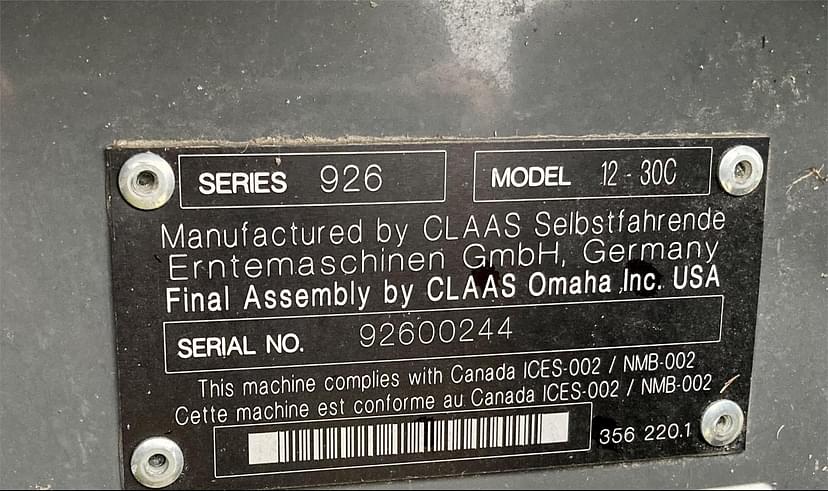 SERIES 926 MODEL 12-30C
Manufactured by CLAAS Selbstfahrende
Erntemaschinen GmbH, Germany
Final Assembly by CLAAS Omaha Inc. USA
SERIAL NO. 92600244
This machine complies with Canada ICES-002 / NMB-002
Cette machine est conforme au Canada ICES-002 / NMB-002
356 220.1